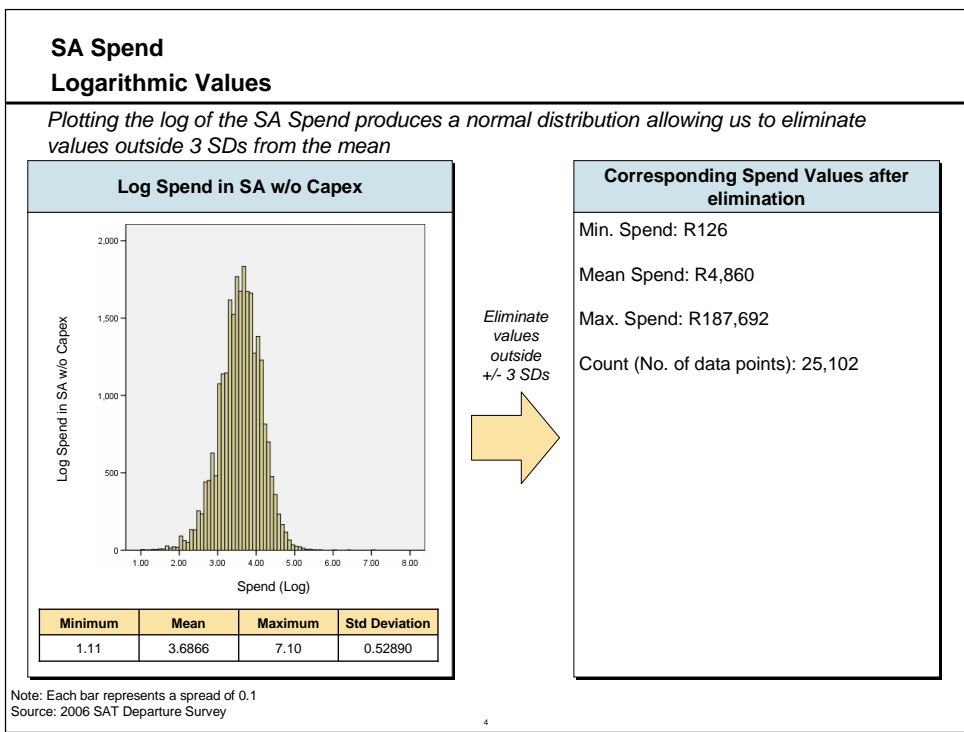 SA Spend
Logarithmic Values
Plotting the log of the SA Spend produces a normal distribution allowing us to eliminate
values outside 3 SDs from the mean
Log Spend in SA w/o Capex
2,000
1,500
1,000
500
0
Log Spend in SA w/o Capex
1.00 2.00 3.00 4.00 5.00 6.00 7.00 8.00
Spend (Log)
Minimum Mean Maximum Std Deviation
1.11 3.6866 7.10 0.52890
Eliminate
values
outside
+/- 3 SDs
Corresponding Spend Values after
elimination
Min. Spend: R126
Mean Spend: R4,860
Max. Spend: R187,692
Count (No. of data points): 25,102
Note: Each bar represents a spread of 0.1
Source: 2006 SAT Departure Survey
4